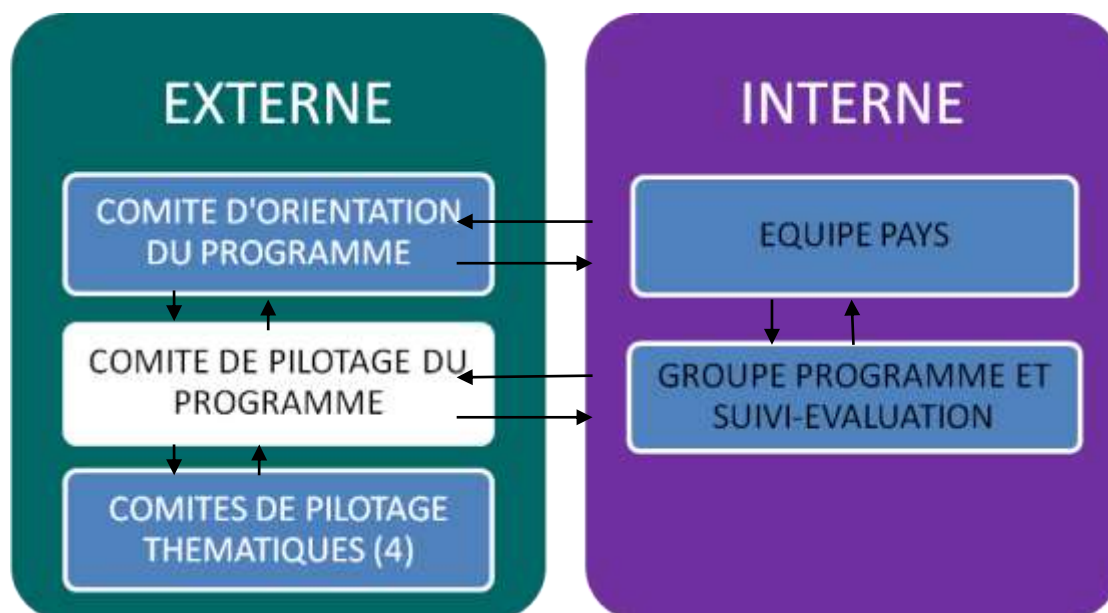 EXTERNE
COMITE D'ORIENTATION
DU PROGRAMME
COMITE DE PILOTAGE DU
PROGRAMME
COMITES DE PILOTAGE
THEMATIQUES (4)
INTERNE
EQUIPE PAYS
GROUPE PROGRAMME ET
SUIVI-EVALUATION